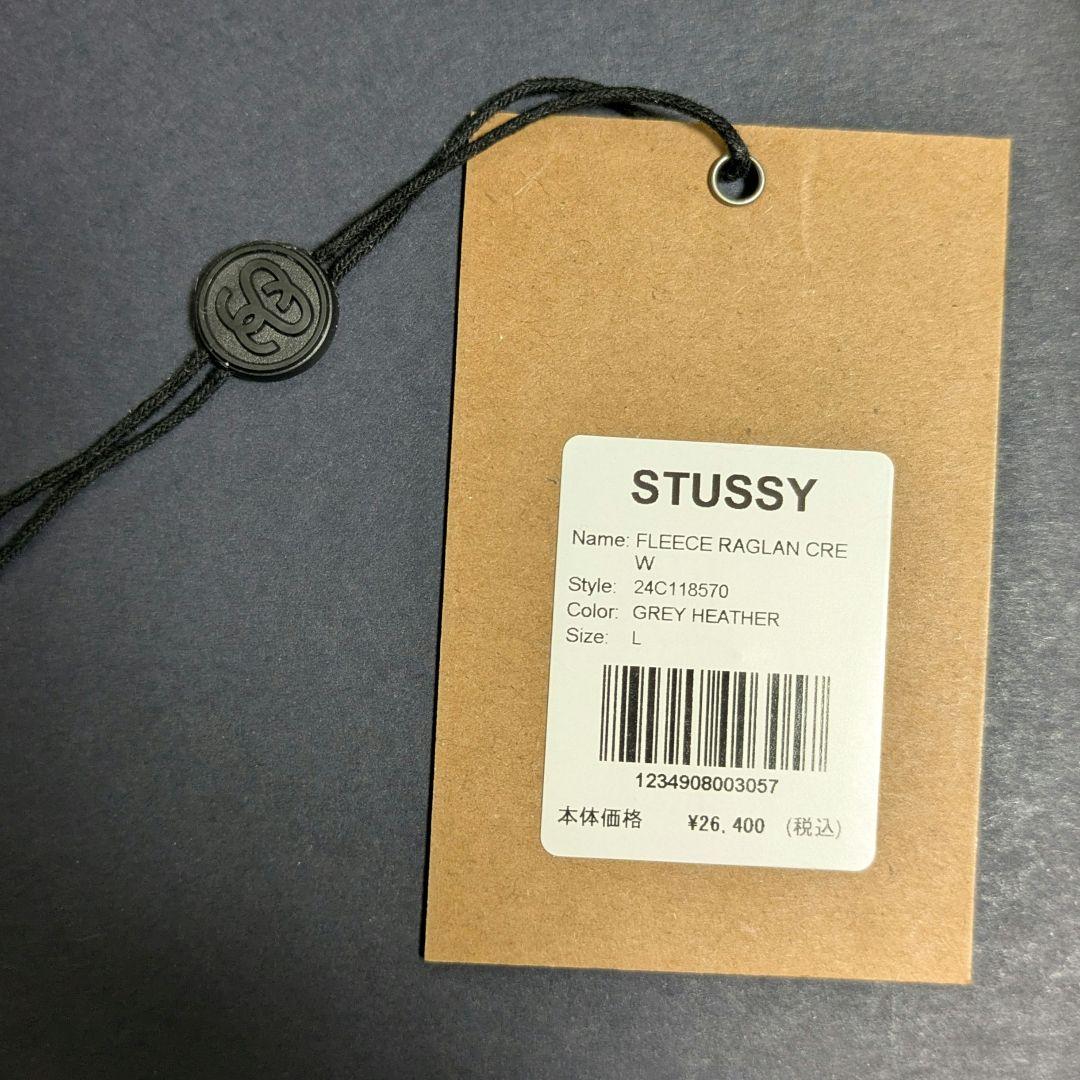 STUSSY
Name: FLEECE RAGLAN CRE
W
Style: 24C118570
Color: GREY HEATHER
Size: L
1234908003057
本体価格 ¥26,400 (税込)